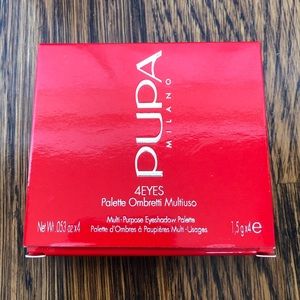 PUPA
MILANO
4EYES
Palette Ombretti Multiuso
Multi-Purpose Eyeshadow Palette
Palette d'Ombres à Paupières Multi-Usages
Net Wt. .053 oz x4
1,5 g x4 e